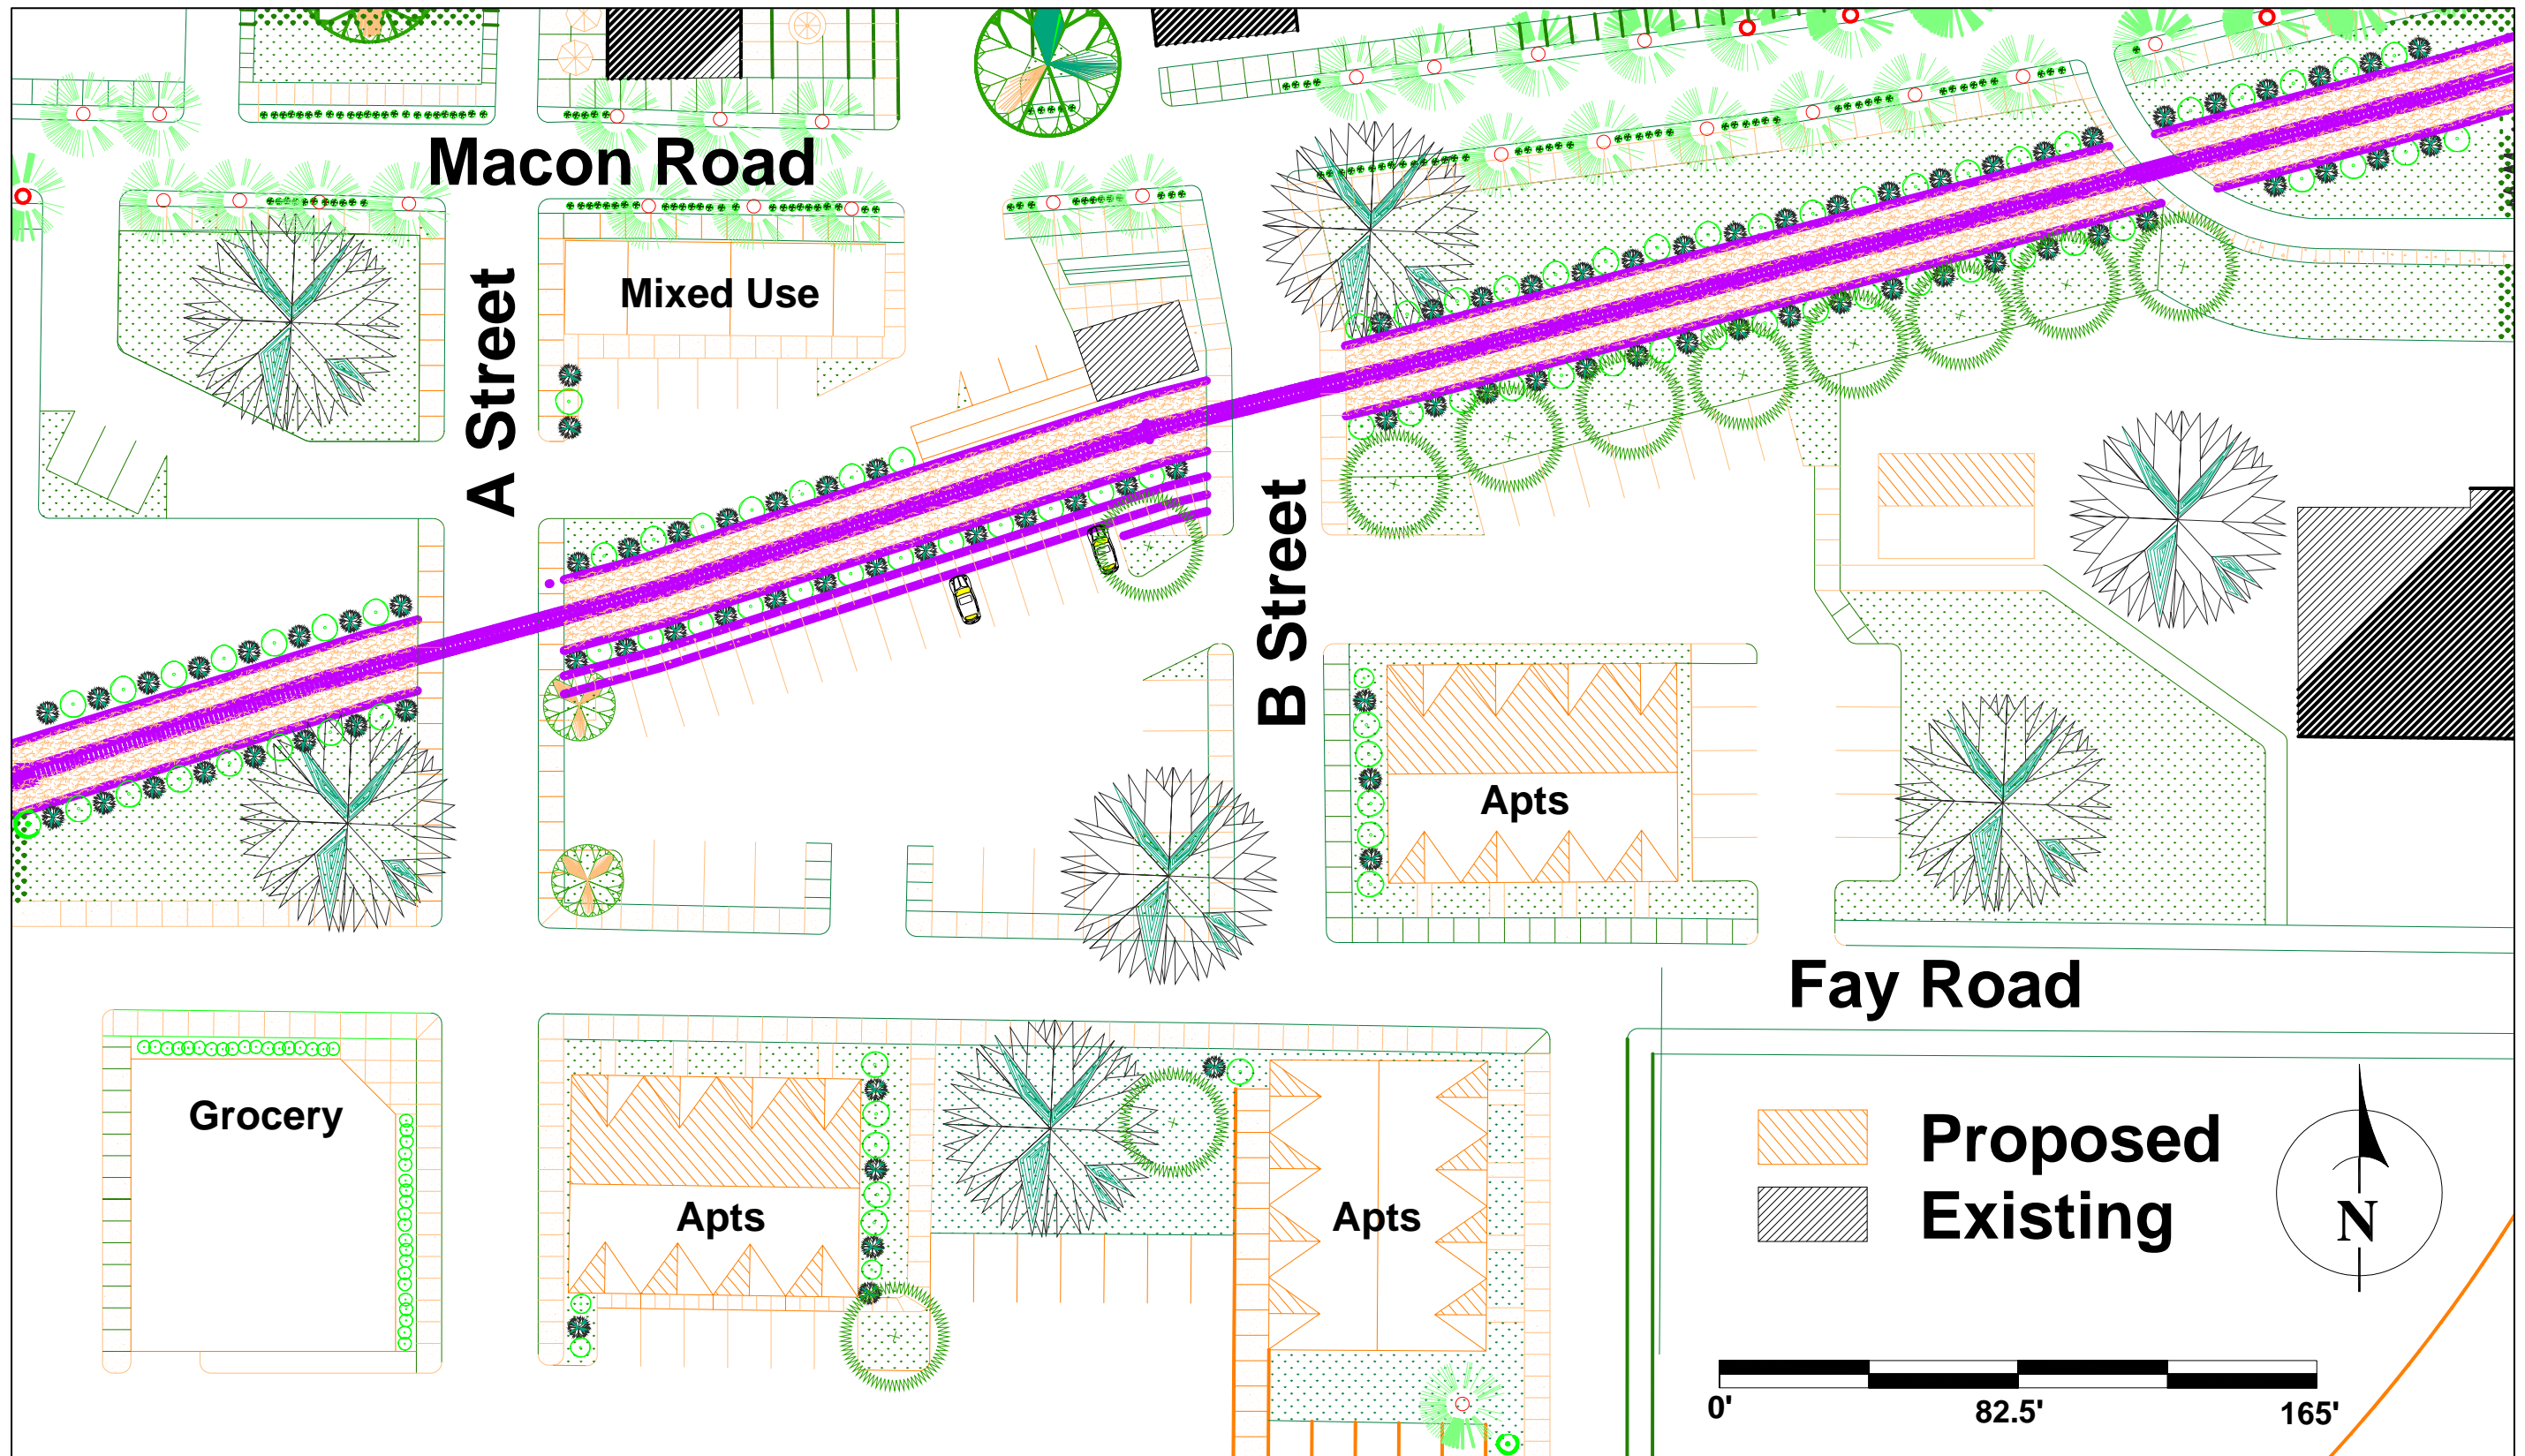 Macon Road
A Street
Mixed Use
B Street
Apts
Fay Road
Grocery
Apts
Apts
Proposed
Existing
N
0' 82.5' 165'